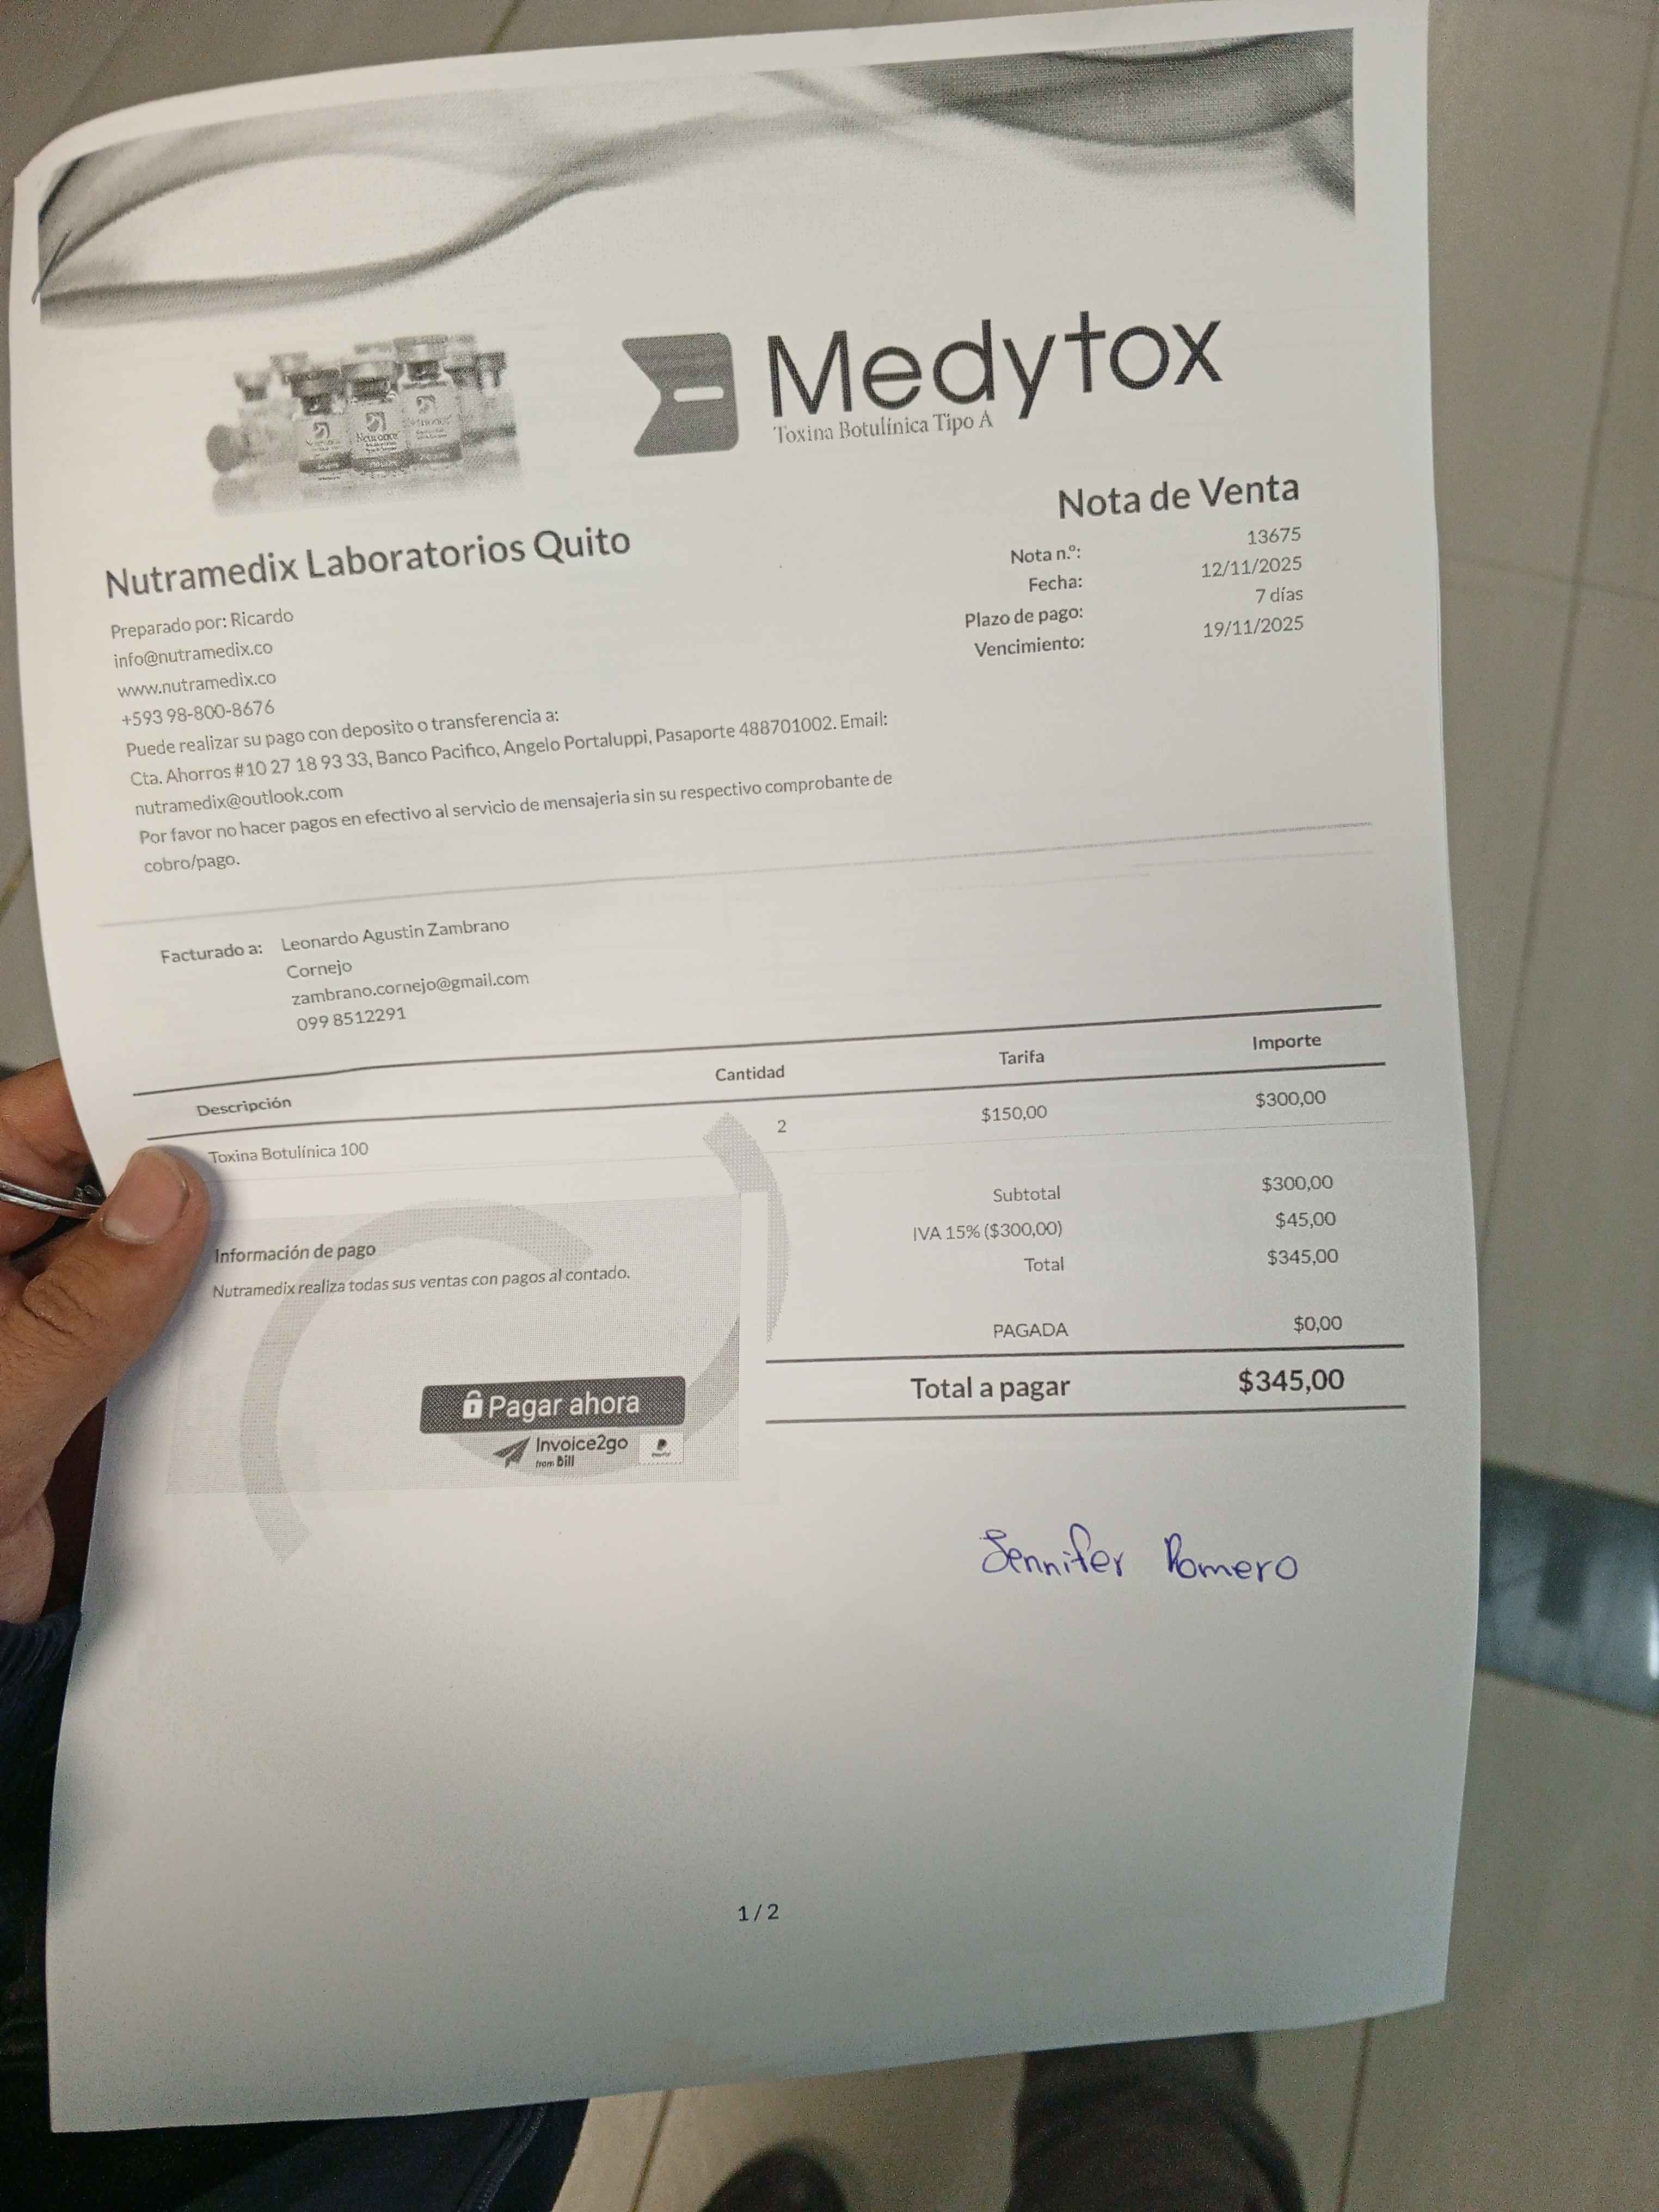 Medytox
Toxina Botulínica Tipo A
Nota de Venta
Nutramedix Laboratorios Quito
Nota n.º: 13675
Fecha: 12/11/2025
Plazo de pago: 7 días
Vencimiento: 19/11/2025
Preparado por: Ricardo
info@nutramedix.co
www.nutramedix.co
+593 98-800-8676
Puede realizar su pago con deposito o transferencia a:
Cta. Ahorros #10 27 18 93 33, Banco Pacifico, Angelo Portaluppi, Pasaporte 488701002. Email:
nutramedix@outlook.com
Por favor no hacer pagos en efectivo al servicio de mensajeria sin su respectivo comprobante de
cobro/pago.
Facturado a: Leonardo Agustin Zambrano
Cornejo
zambrano.cornejo@gmail.com
099 8512291
Descripción Cantidad Tarifa Importe
Toxina Botulínica 100 2 $150,00 $300,00
Subtotal $300,00
IVA 15% ($300,00) $45,00
Total $345,00
PAGADA $0,00
Total a pagar $345,00
Información de pago
Nutramedix realiza todas sus ventas con pagos al contado.
Pagar ahora
Invoice2go
from Bill
Jennifer Romero
1 / 2